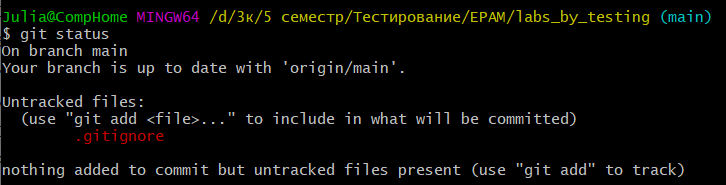 Julia@CompHome MINGW64 /d/3к/5 семестр/Тестирование/EPAM/labs_by_testing (main)
$ git status
On branch main
Your branch is up to date with 'origin/main'.

Untracked files:
  (use "git add <file>..." to include in what will be committed)
        .gitignore

nothing added to commit but untracked files present (use "git add" to track)